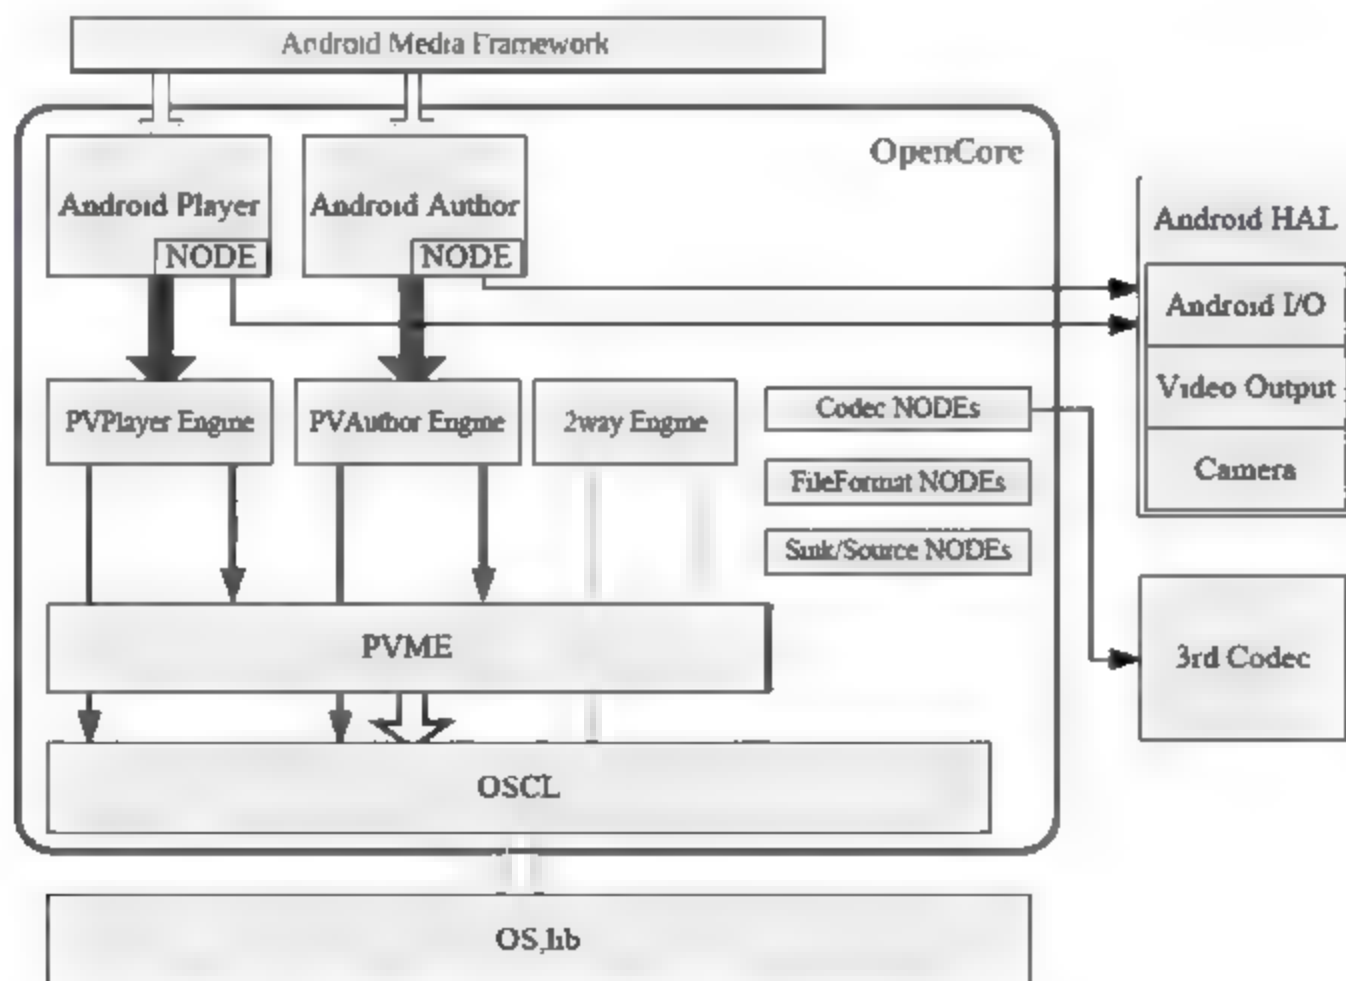 Android Media Framework
OpenCore
Android Player
NODE
Android Author
NODE
Android HAL
Android I/O
Video Output
Camera
PVPlayer Engine
PVAuthor Engine
2way Engine
Codec NODEs
FileFormat NODEs
Sink/Source NODEs
PVME
3rd Codec
OSCL
OS,lib